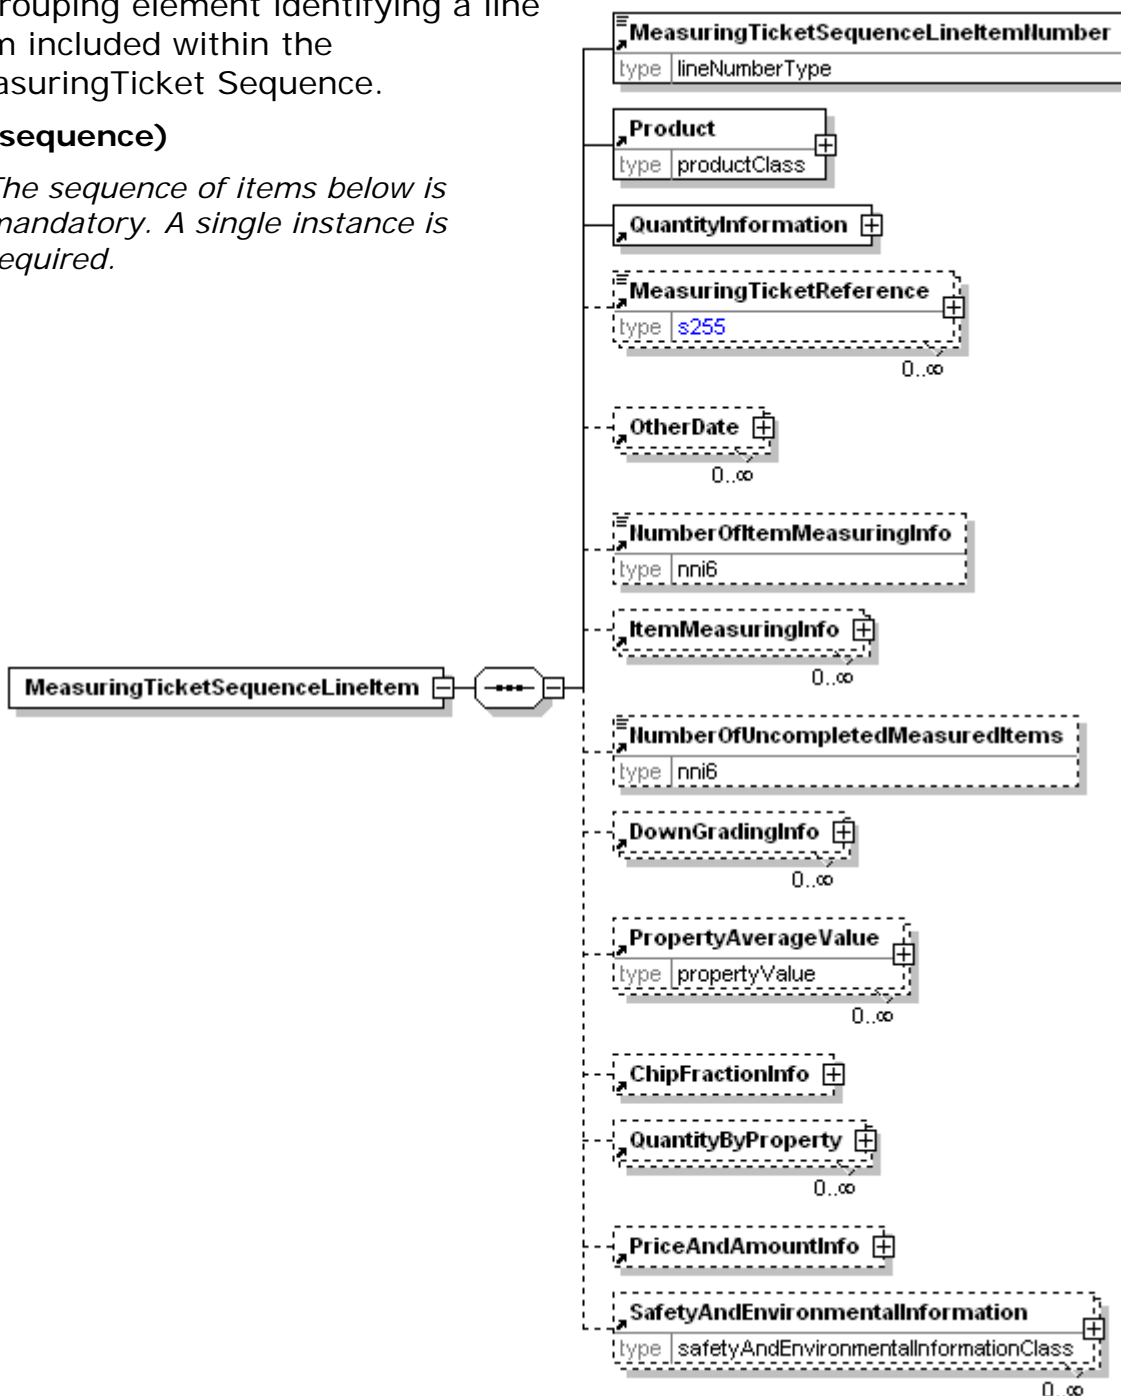 rouping element identifying a line
m included within the
asuringTicket Sequence.
sequence)
The sequence of items below is
mandatory. A single instance is
required.
MeasuringTicketSequenceLineItemNumber
type lineNumberType
Product
type productClass
QuantityInformation
MeasuringTicketReference
type s255
0..∞
OtherDate
0..∞
NumberOfItemMeasuringInfo
type nni6
ItemMeasuringInfo
0..∞
MeasuringTicketSequenceLineItem
NumberOfUncompletedMeasuredItems
type nni6
DownGradingInfo
0..∞
PropertyAverageValue
type propertyValue
0..∞
ChipFractionInfo
QuantityByProperty
0..∞
PriceAndAmountInfo
SafetyAndEnvironmentalInformation
type safetyAndEnvironmentalInformationClass
0..∞